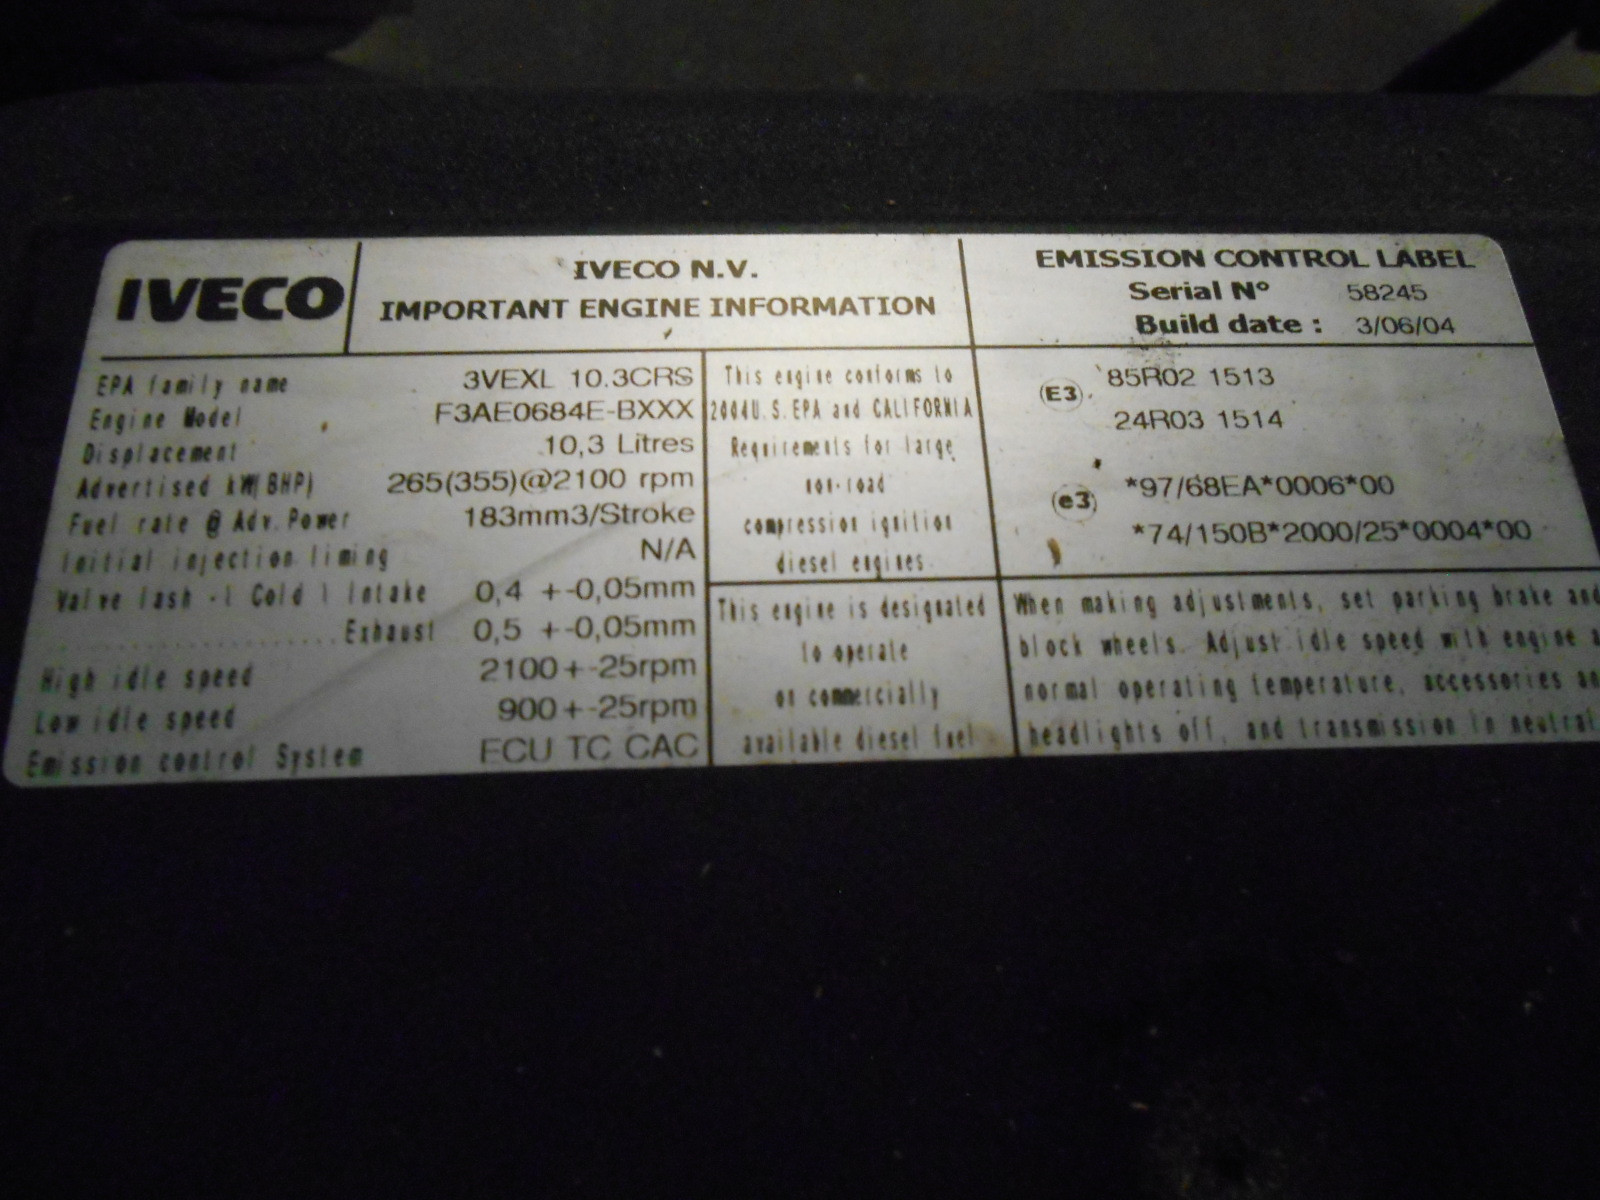 IVECO
IVECO N.V.
IMPORTANT ENGINE INFORMATION
EMISSION CONTROL LABEL
Serial N° 58245
Build date : 3/06/04
EPA family name 3VEXL 10.3CRS
Engine Model F3AE0684E-BXXX
Displacement 10,3 Litres
Advertised kW(BHP) 265(355)@2100 rpm
Fuel rate @ Adv. Power 183mm3/Stroke
Initial injection timing N/A
Valve lash - ( Cold ) Intake 0,4 +-0,05mm
Exhaust 0,5 +-0,05mm
High idle speed 2100+-25rpm
Low idle speed 900+-25rpm
Emission control System ECU TC CAC
This engine conforms to
2004U.S.EPA and CALIFORNIA
Requirements for large
non-road
compression ignition
diesel engines.
This engine is designated
to operate
on commercially
available diesel fuel
E3 85R02 1513
24R03 1514
e3 *97/68EA*0006*00
*74/150B*2000/25*0004*00
When making adjustments, set parking brake and
block wheels. Adjust idle speed with engine a
normal operating temperature, accessories an
headlights off, and transmission in neutral.